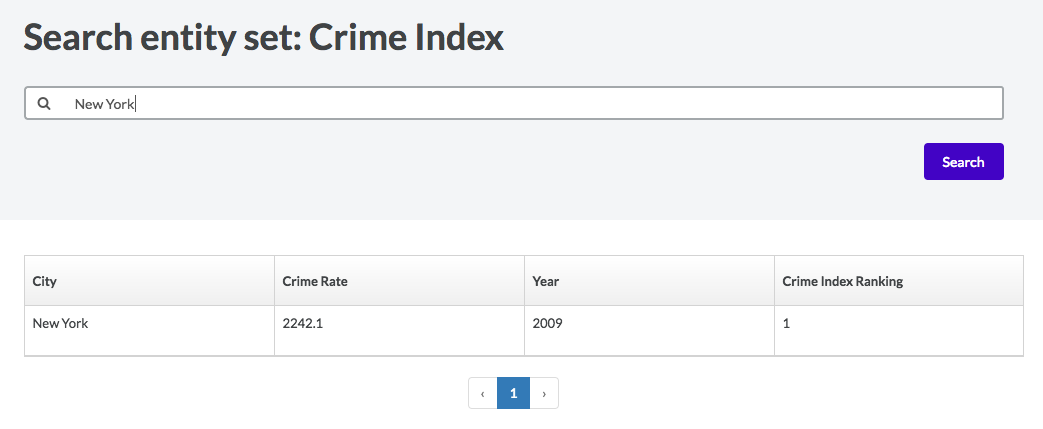 Search entity set: Crime Index
New York
Search
City Crime Rate Year Crime Index Ranking
New York 2242.1 2009 1
‹ 1 ›